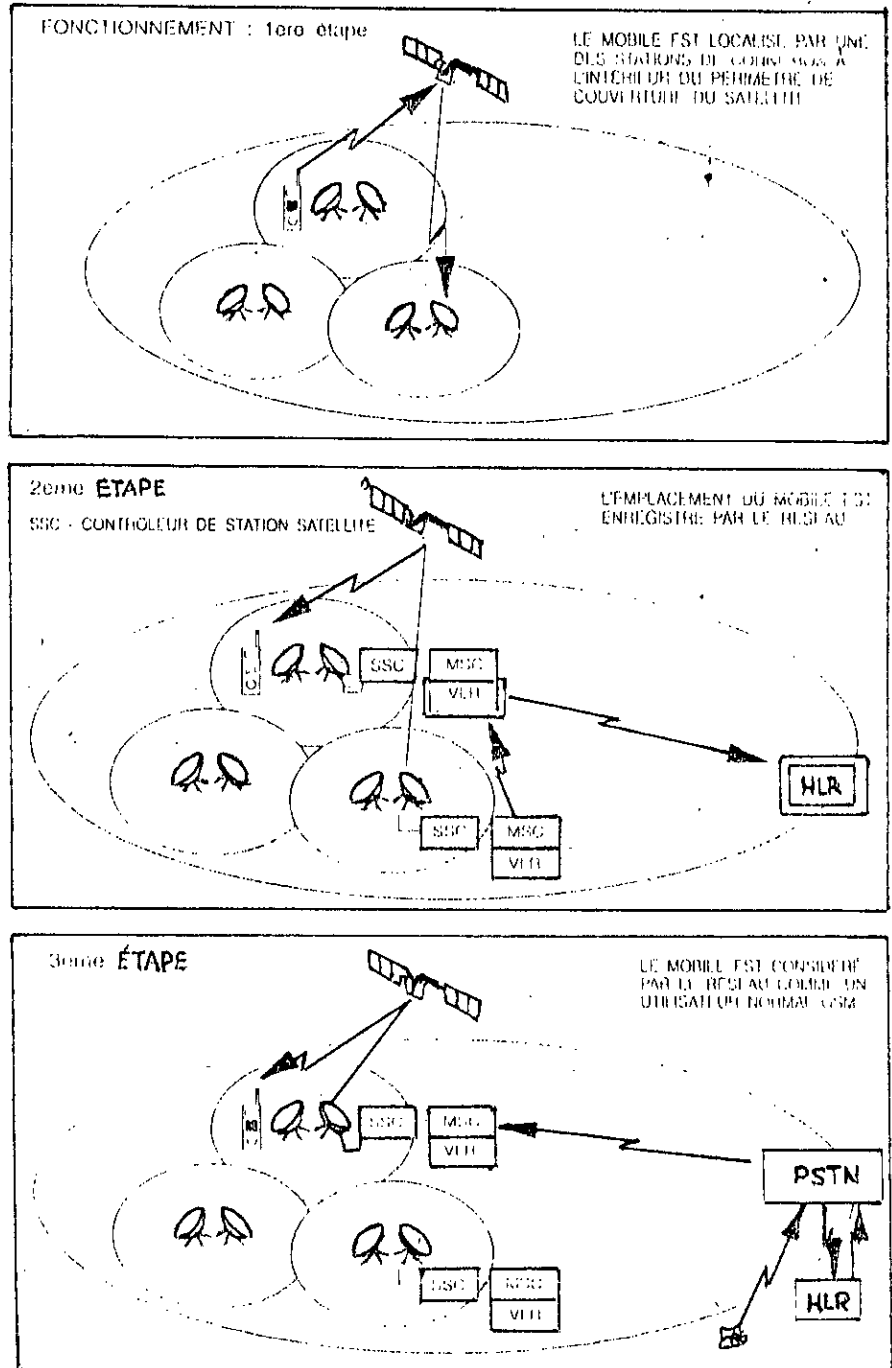 FONCTIONNEMENT : 1ere étape
LE MOBILE EST LOCALISE PAR UNE
DES STATIONS DE A
L'INTÉRIEUR DU PERIMETRE DE
COUVERTURE DU SATELLITE
2eme ÉTAPE
SSC - CONTROLEUR DE STATION SATELLITE
L'EMPLACEMENT DU MOBILE EST
ENREGISTRE PAR LE RESEAU
SSC
MSC
VLR
HLR
SSC
MSC
VLR
3eme ÉTAPE
LE MOBILE EST CONSIDERÉ
PAR LE RESEAU COMME UN
UTILISATEUR NORMAL GSM
SSC
MSC
VLR
PSTN
HLR
SSC
MSC
VLR